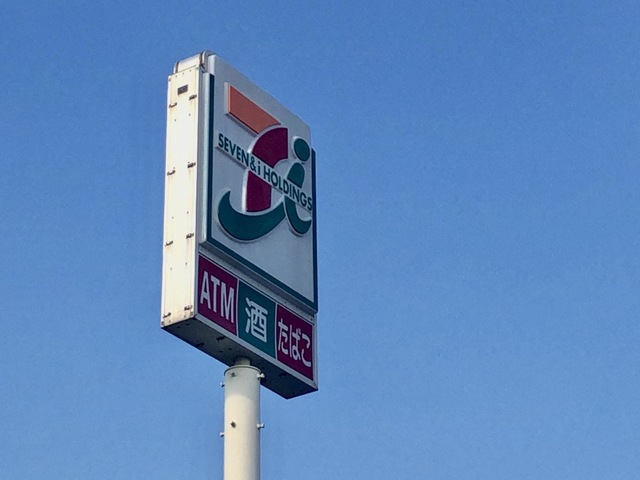 SEVEN&i HOLDINGS
ATM 酒 たばこ